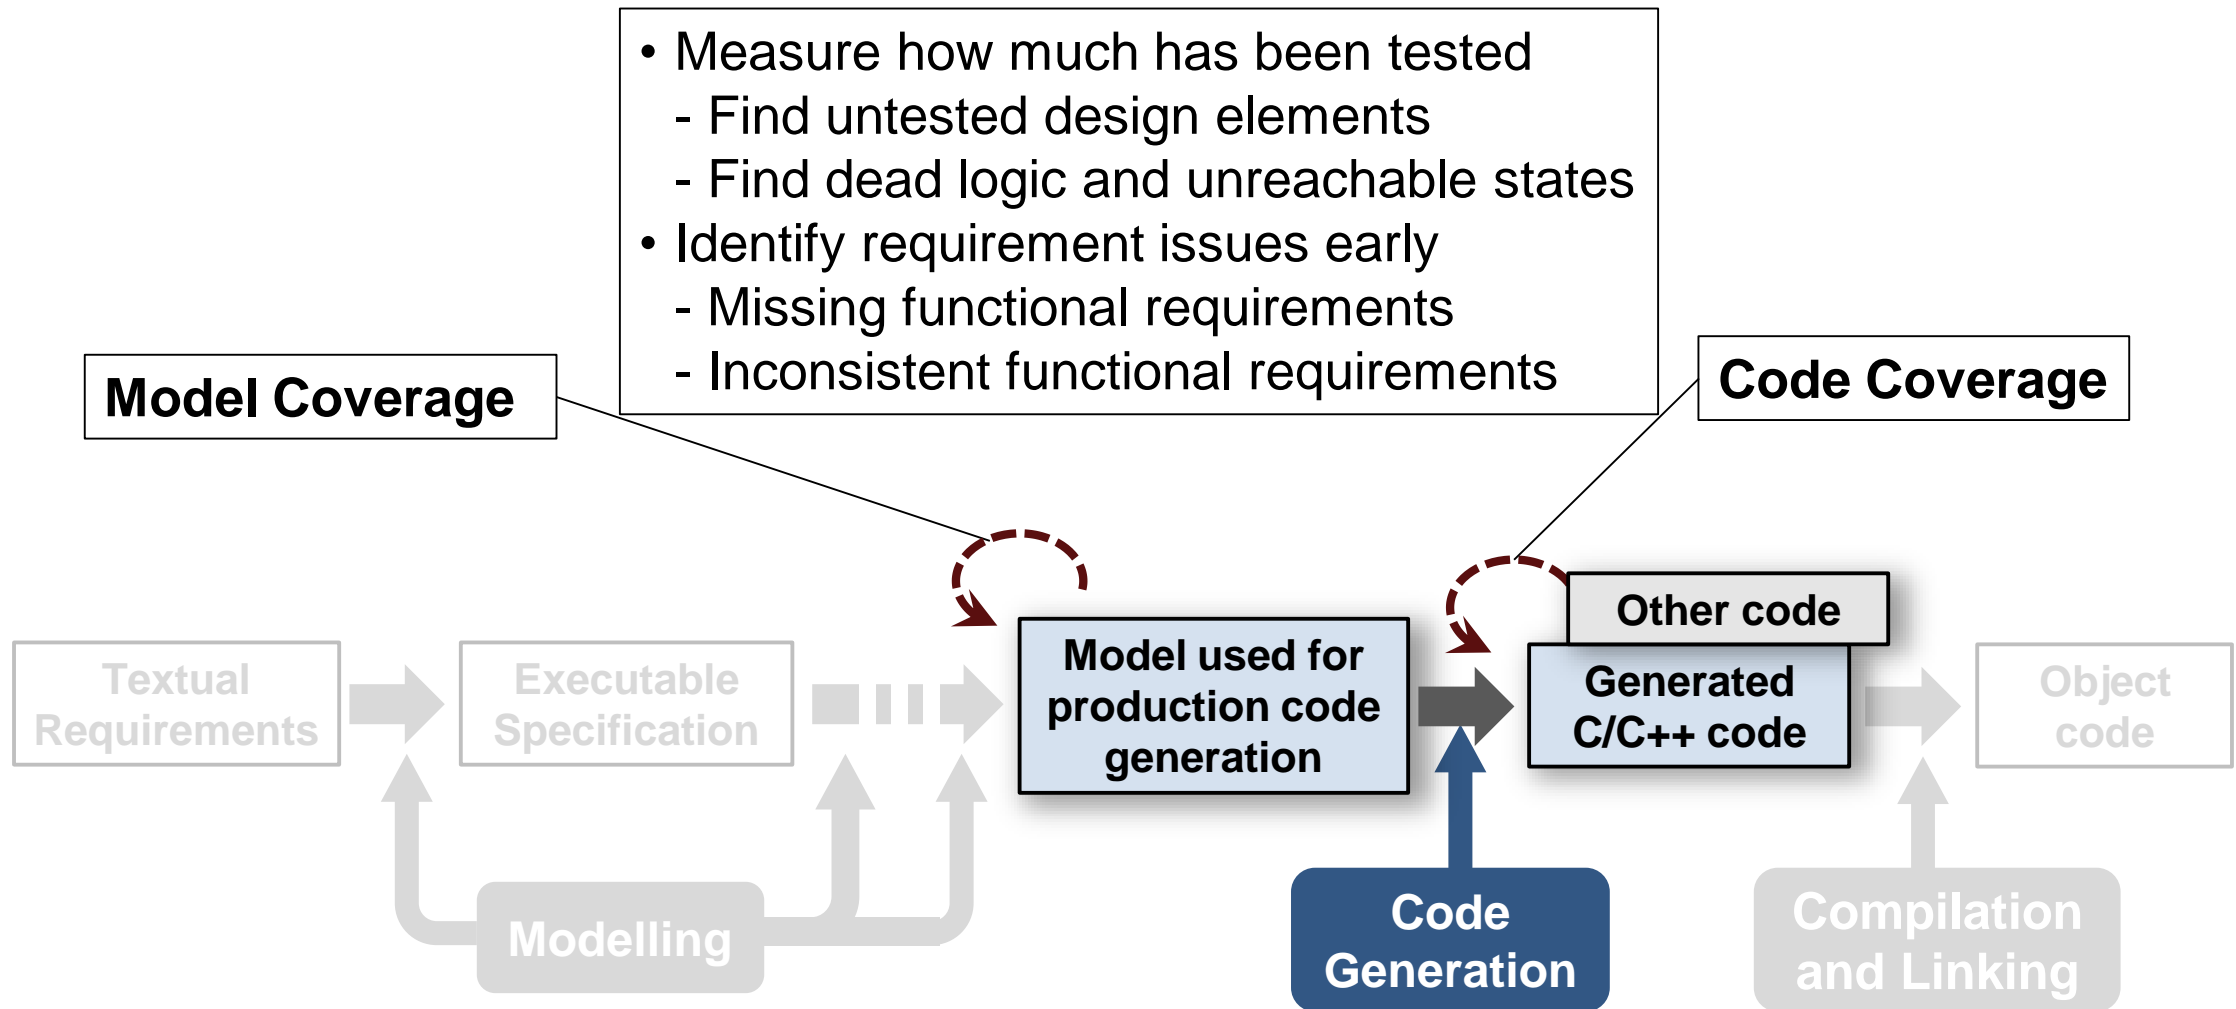 • Measure how much has been tested
- Find untested design elements
- Find dead logic and unreachable states
• Identify requirement issues early
- Missing functional requirements
- Inconsistent functional requirements
Model Coverage
Code Coverage
Textual
Requirements
Executable
Specification
Model used for
production code
generation
Other code
Generated
C/C++ code
Object
code
Modelling
Code
Generation
Compilation
and Linking